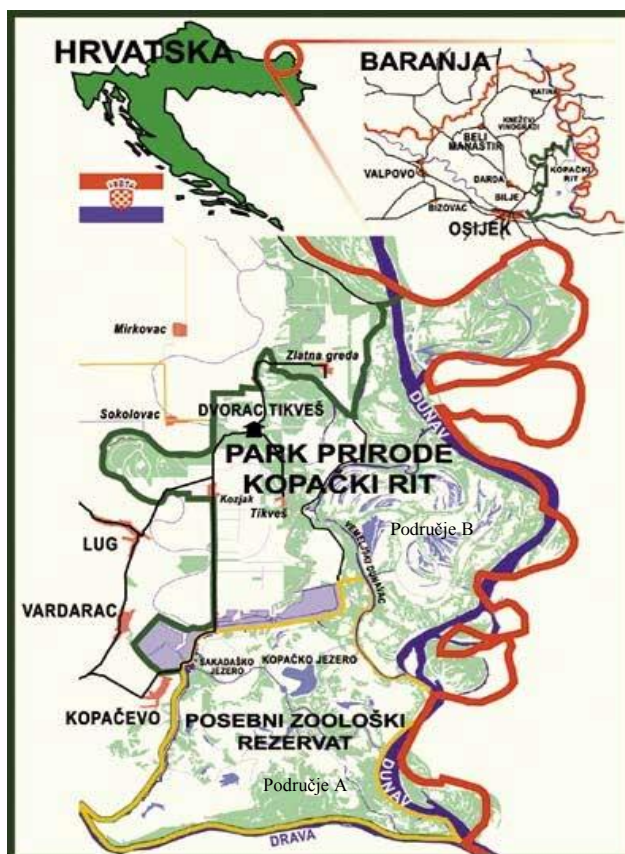 HRVATSKA
BARANJA
BATINA
KNEŽEVI
VINOGRADI
BELI
MANASTIR
KOPAČKI
RIT
VALPOVO
DARDA
BILJE
BIZOVAC
OSIJEK
Mirkovac
Zlatna greda
DUNAV
Sokolovac
DVORAC TIKVEŠ
PARK PRIRODE
KOPAČKI RIT
Kozjak
Tikveš
VEMELJSKI DUNAVAC
Područje B
LUG
VARDARAC
SAKADAŠKO
JEZERO
KOPAČKO JEZERO
KOPAČEVO
POSEBNI ZOOLOŠKI
REZERVAT
Područje A
DUNAV
DRAVA